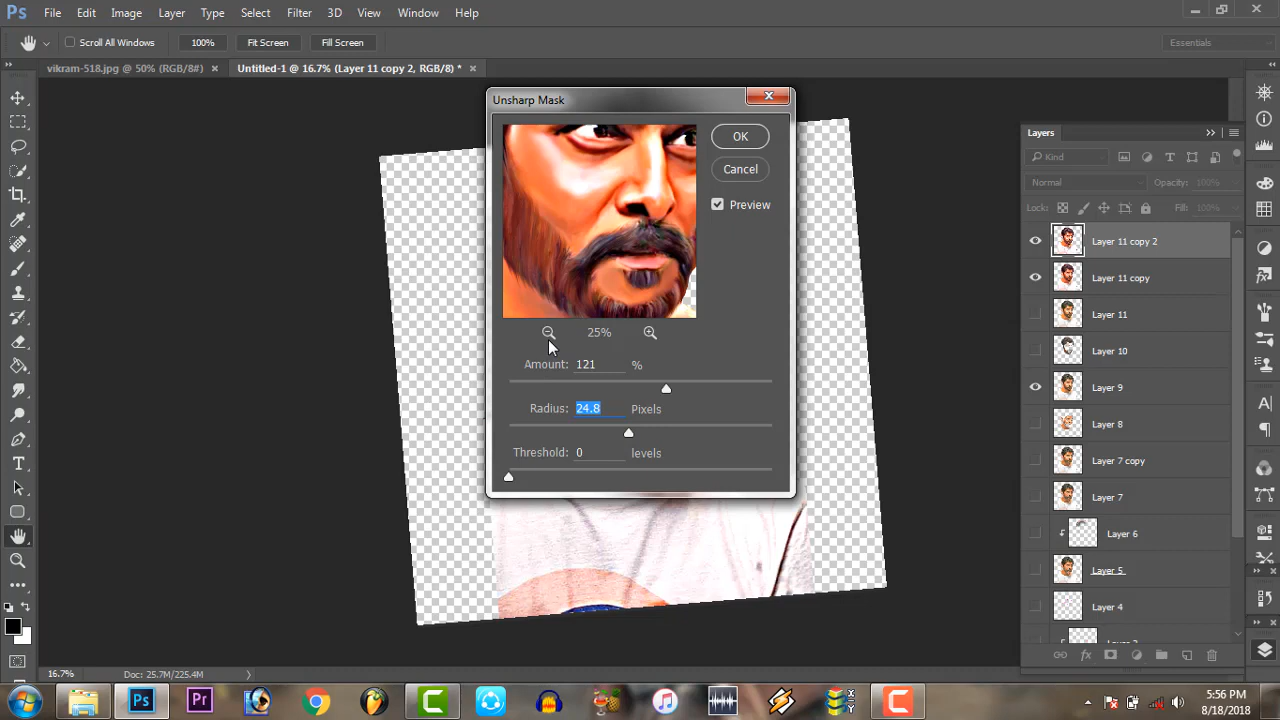 Ps File Edit Image Layer Type Select Filter 3D View Window Help
Scroll All Windows 100% Fit Screen Fill Screen Essentials
vikram-518.jpg @ 50% (RGB/8#) × Untitled-1 @ 16.7% (Layer 11 copy 2, RGB/8) * ×
Unsharp Mask
OK
Cancel
Preview
25%
Amount: 121 %
Radius: 24.8 Pixels
Threshold: 0 levels
Layers
Kind
Normal Opacity: 100%
Lock: Fill: 100%
Layer 11 copy 2
Layer 11 copy
Layer 11
Layer 10
Layer 9
Layer 8
Layer 7 copy
Layer 7
Layer 6
Layer 5
Layer 4
16.7% Doc: 25.7M/225.4M
Ps Pr
5:56 PM
8/18/2018